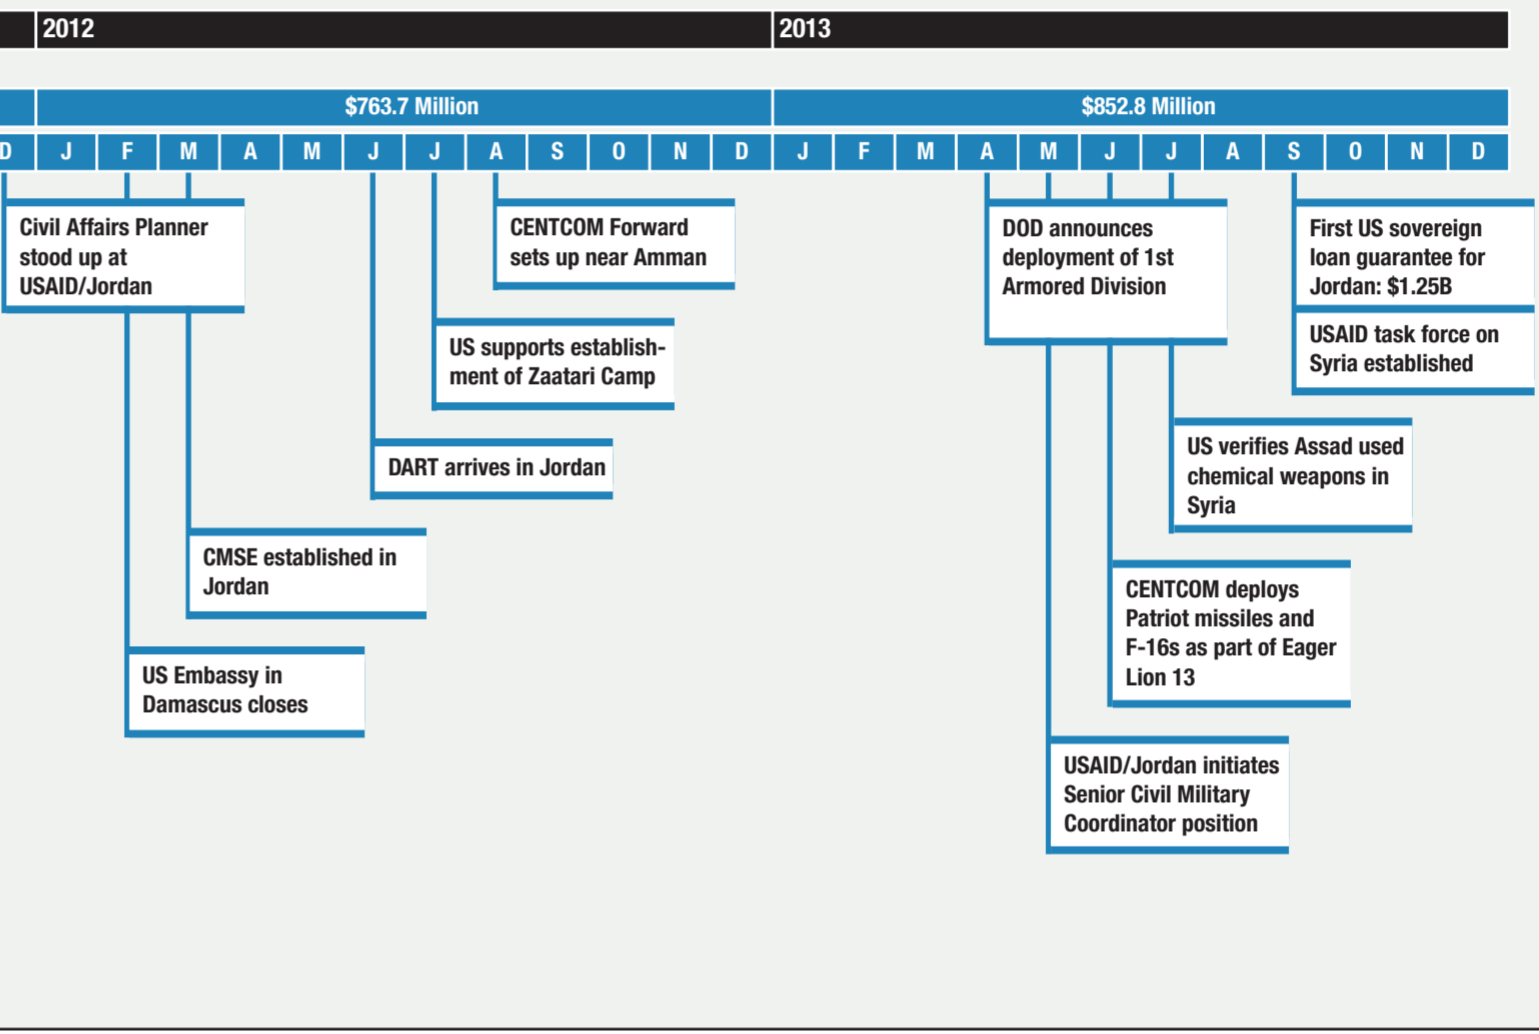 2012
2013
$763.7 Million
$852.8 Million
D J F M A M J J A S O N D J F M A M J J A S O N D
Civil Affairs Planner
stood up at
USAID/Jordan
CENTCOM Forward
sets up near Amman
US supports establish-
ment of Zaatari Camp
DART arrives in Jordan
CMSE established in
Jordan
US Embassy in
Damascus closes
DOD announces
deployment of 1st
Armored Division
First US sovereign
loan guarantee for
Jordan: $1.25B
USAID task force on
Syria established
US verifies Assad used
chemical weapons in
Syria
CENTCOM deploys
Patriot missiles and
F-16s as part of Eager
Lion 13
USAID/Jordan initiates
Senior Civil Military
Coordinator position